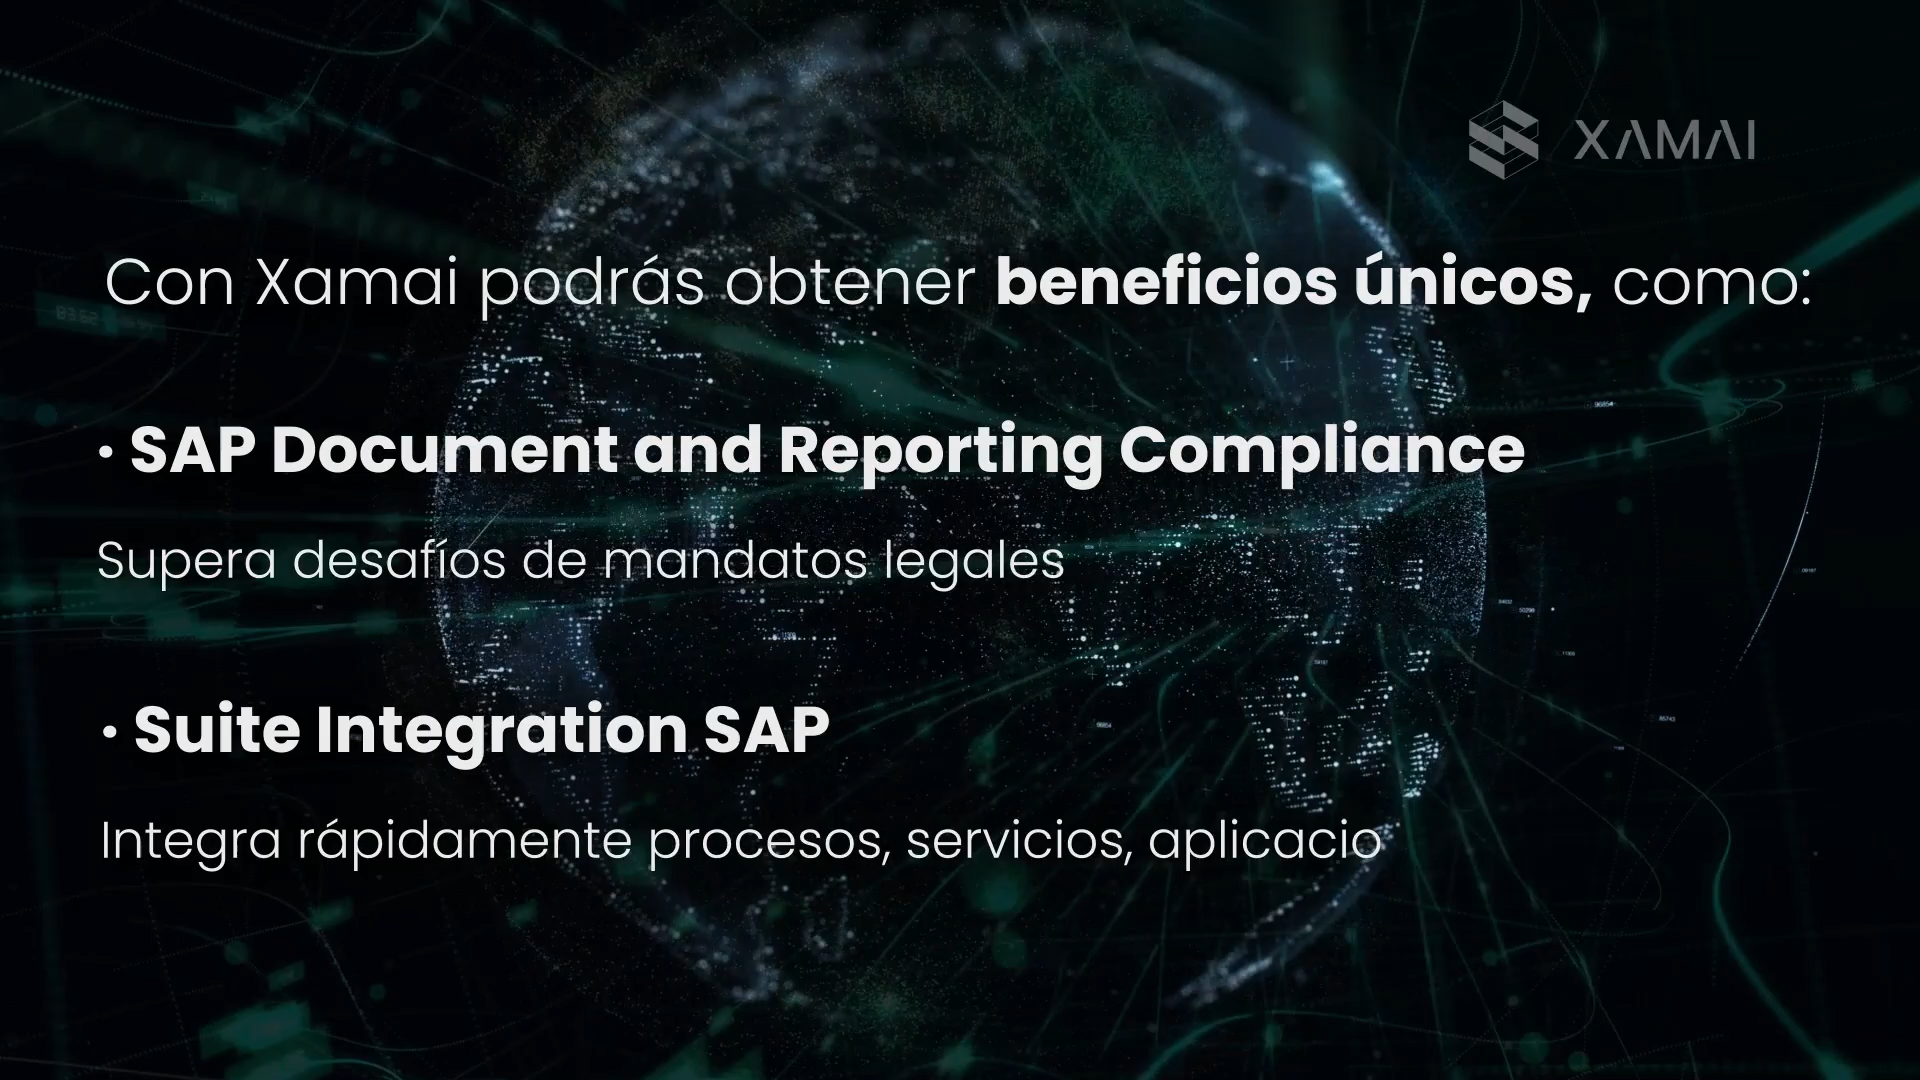 XAMAI
Con Xamai podrás obtener beneficios únicos, como:
• SAP Document and Reporting Compliance
Supera desafíos de mandatos legales
• Suite Integration SAP
Integra rápidamente procesos, servicios, aplicacio